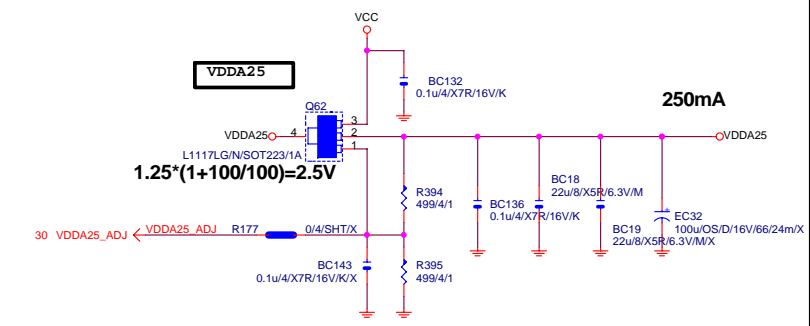 VCC
VDDA25
BC132
0.1u/4/X7R/16V/K
250mA
Q62
3
VDDA25
4
2
VDDA25
1
L1117LG/N/SOT223/1A
1.25*(1+100/100)=2.5V
R394
499/4/1
BC136
0.1u/4/X7R/16V/K
BC18
22u/8/X5R/6.3V/M
BC19
22u/8/X5R/6.3V/M/X
EC32
100u/OS/D/16V/66/24m/X
30 VDDA25_ADJ
VDDA25_ADJ
R177
0/4/SHT/X
BC143
0.1u/4/X7R/16V/K/X
R395
499/4/1